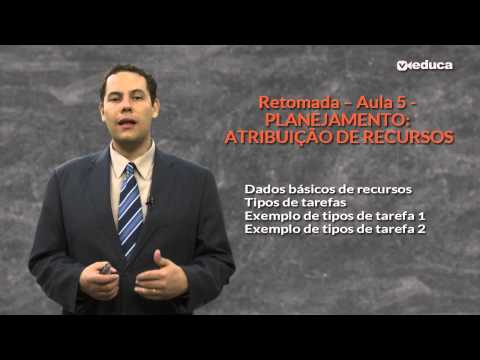 veduca
Retomada – Aula 5 -
PLANEJAMENTO:
ATRIBUIÇÃO DE RECURSOS
Dados básicos de recursos
Tipos de tarefas
Exemplo de tipos de tarefa 1
Exemplo de tipos de tarefa 2